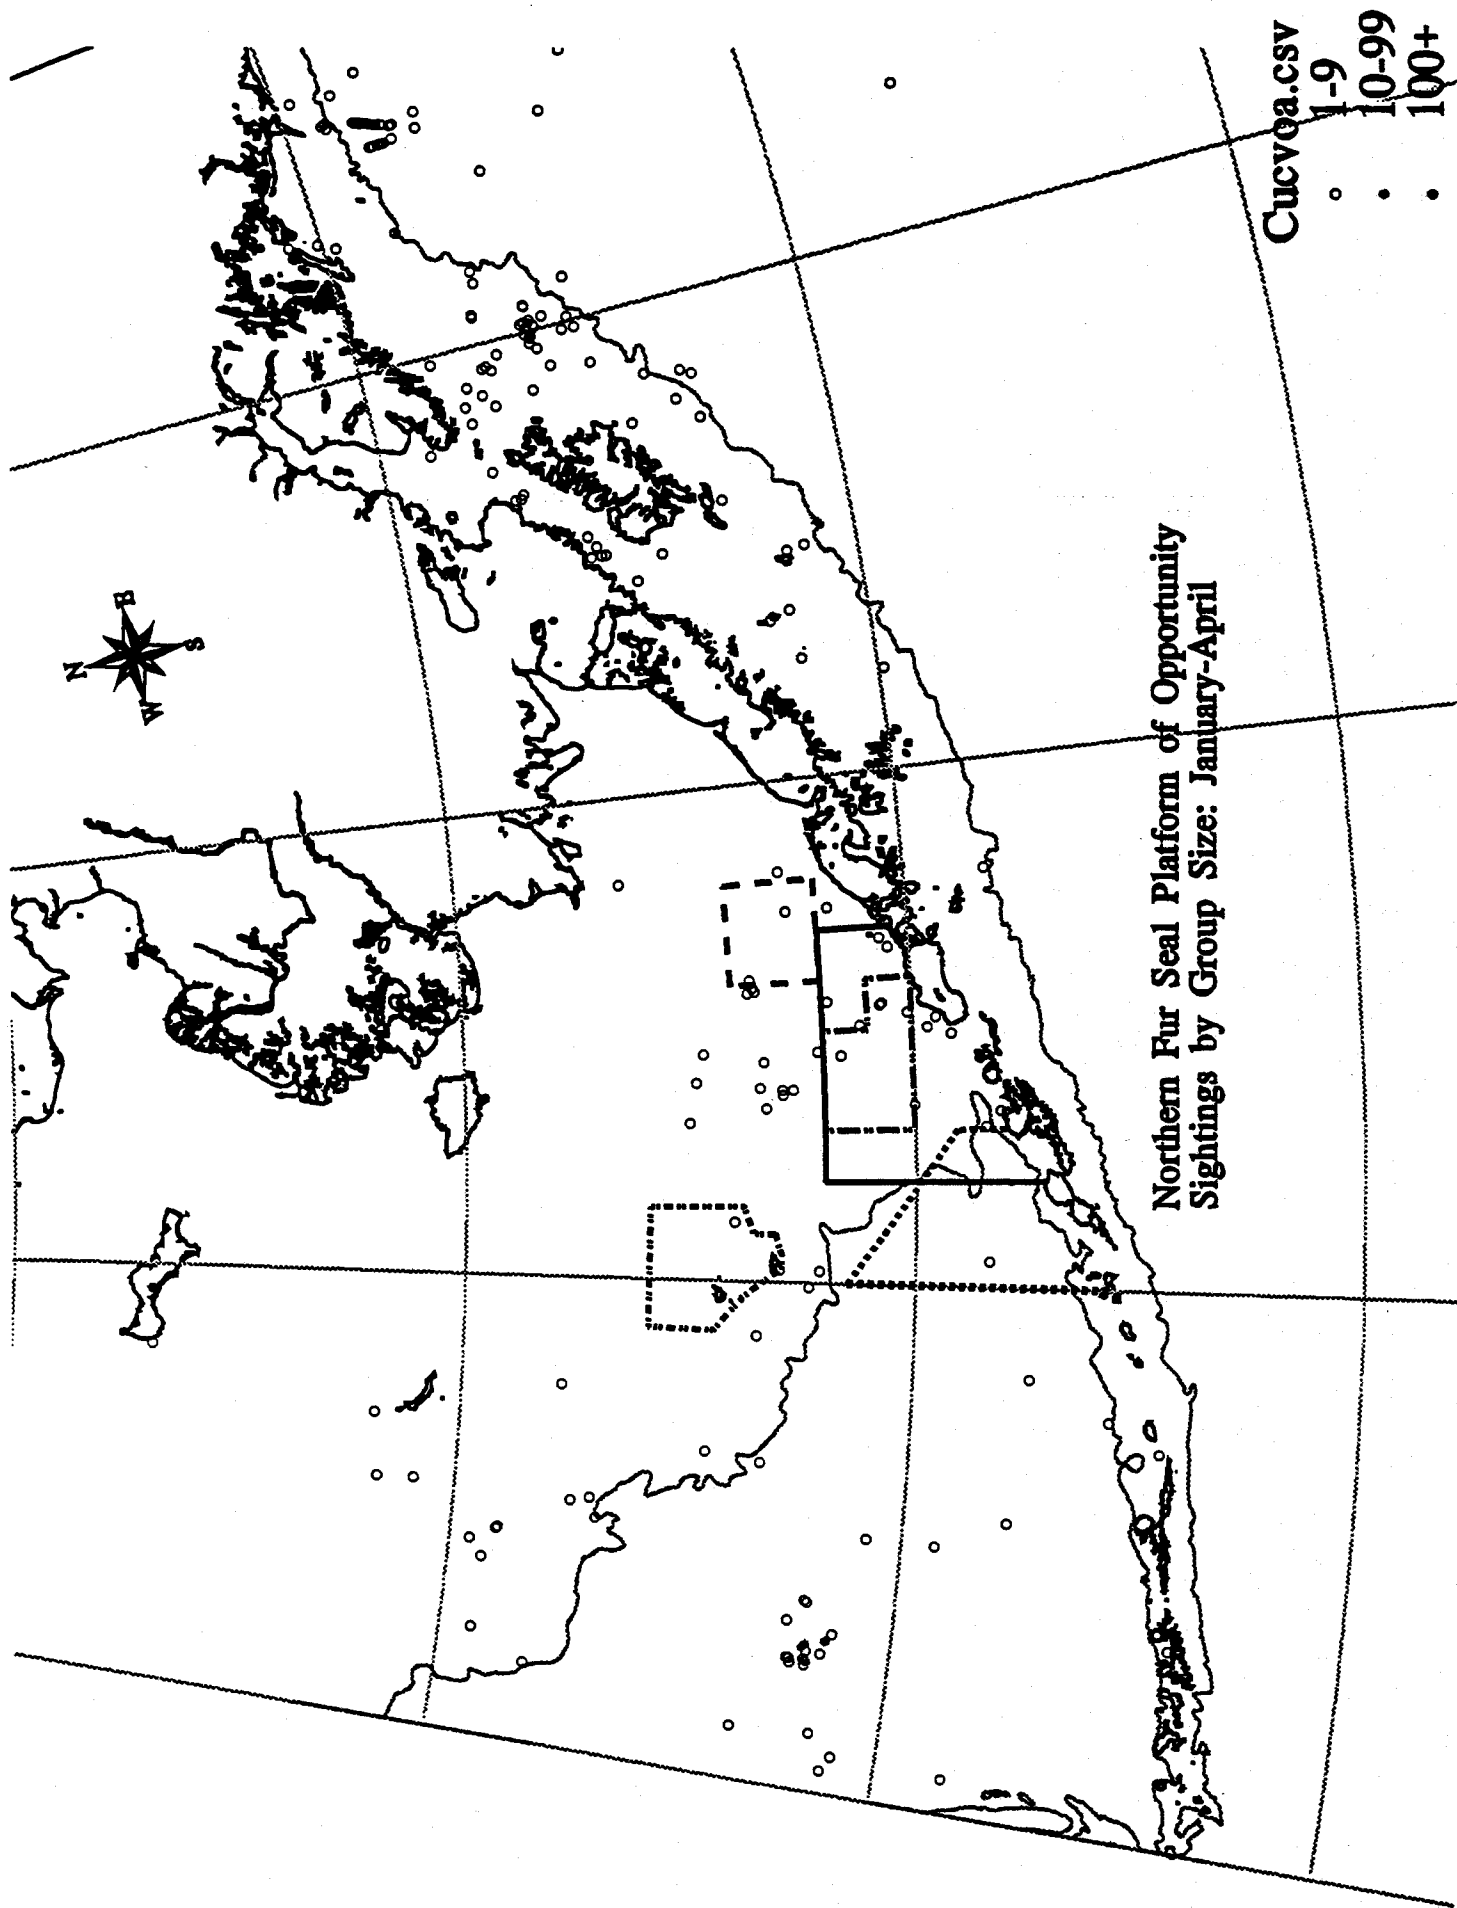 N
E
S
W
Northern Fur Seal Platform of Opportunity
Sightings by Group Size: January-April
Cucvoa.csv
1-9
10-99
100+